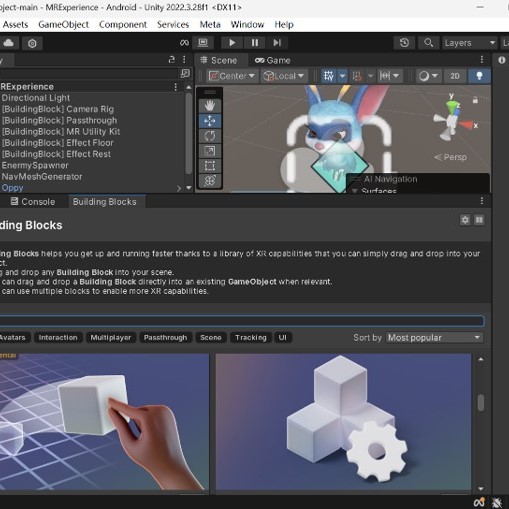 oject-main - MRExperience - Android - Unity 2022.3.28f1 <DX11>
Assets GameObject Component Services Meta Window Help
Layers
La
Scene Game
Center Local 2D
RExperience
Directional Light
[BuildingBlock] Camera Rig
[BuildingBlock] Passthrough
[BuildingBlock] MR Utility Kit
[BuildingBlock] Effect Floor
[BuildingBlock] Effect Rest
EnemySpawner
NavMeshGenerator
Oppy
y
x
Persp
AI Navigation
Surfaces
Console Building Blocks
ding Blocks
ing Blocks helps you get up and running faster thanks to a library of XR capabilities that you can simply drag and drop into your
ct.
g and drop any Building Block into your scene.
can drag and drop a Building Block directly into an existing GameObject when relevant.
can use multiple blocks to enable more XR capabilities.
Avatars Interaction Multiplayer Passthrough Scene Tracking UI Sort by Most popular
ental